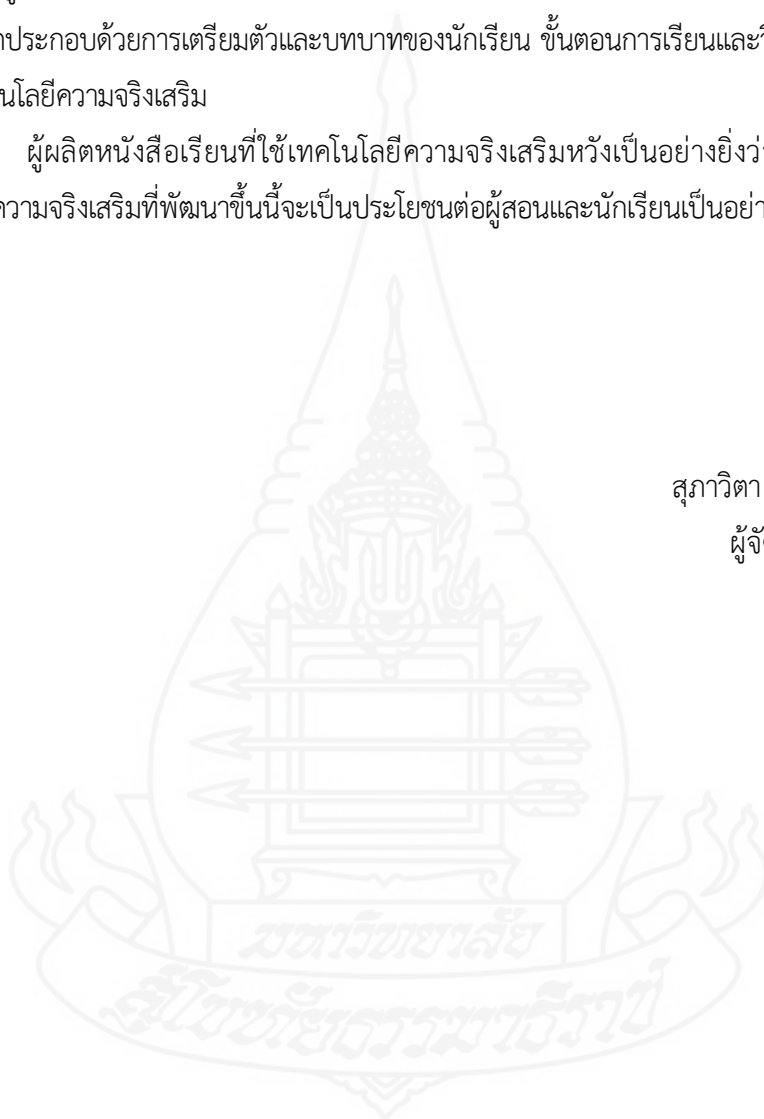 ประกอบด้วยการเตรียมตัวและบทบาทของนักเรียน ขั้นตอนการเรียนและ
นโลยีความจริงเสริม
ผู้ผลิตหนังสือเรียนที่ใช้เทคโนโลยีความจริงเสริมหวังเป็นอย่างยิ่งว่
ความจริงเสริมที่พัฒนาขึ้นนี้จะเป็นประโยชน์ต่อผู้สอนและนักเรียนเป็นอย่า
สุภาวิตา
ผู้จั
มหาวิทยาลัย
สุโขทัยธรรมาธิราช